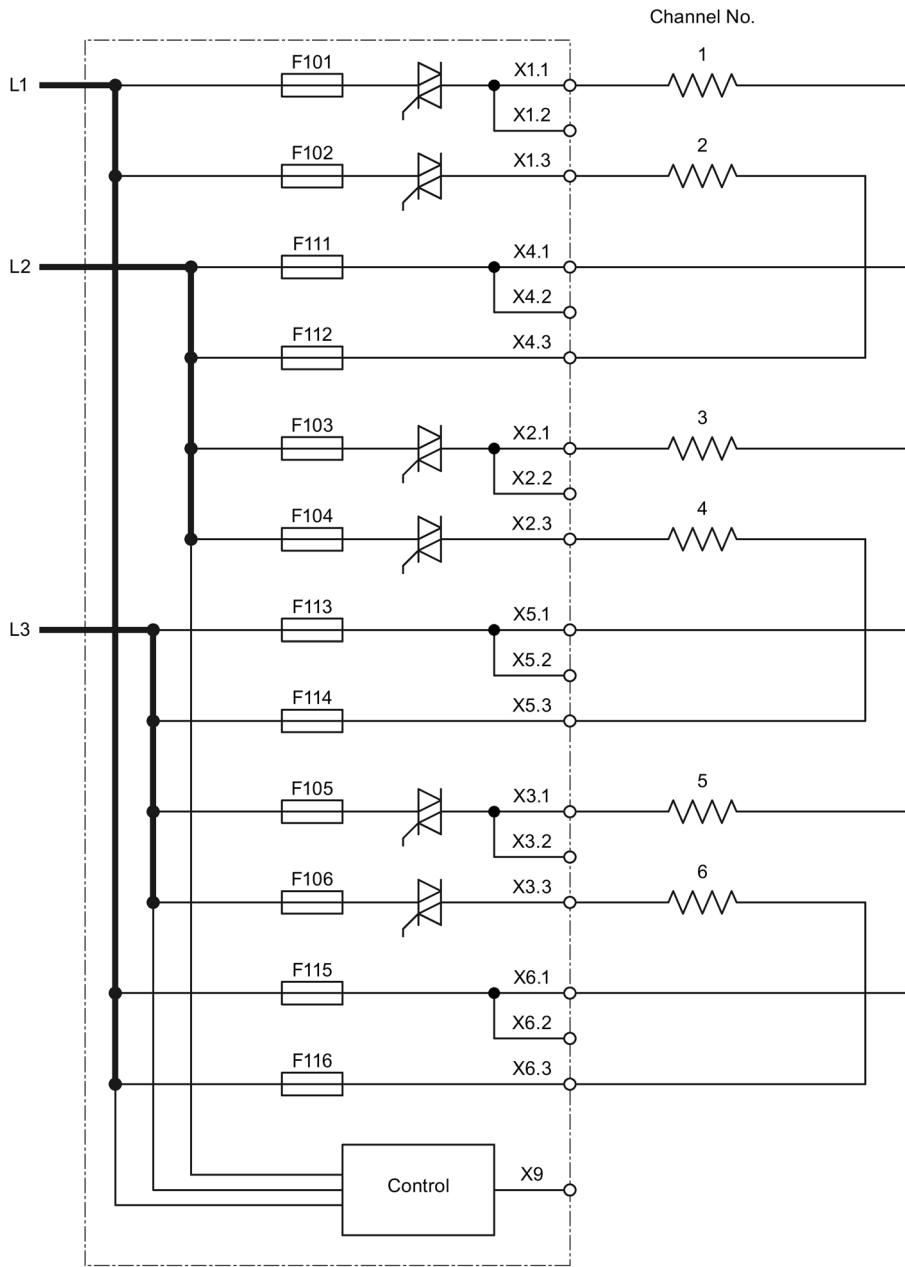 Channel No.
L1
F101
X1.1
1
X1.2
F102
X1.3
2
L2
F111
X4.1
X4.2
F112
X4.3
F103
X2.1
3
X2.2
F104
X2.3
4
L3
F113
X5.1
X5.2
F114
X5.3
F105
X3.1
5
X3.2
F106
X3.3
6
F115
X6.1
X6.2
F116
X6.3
Control
X9